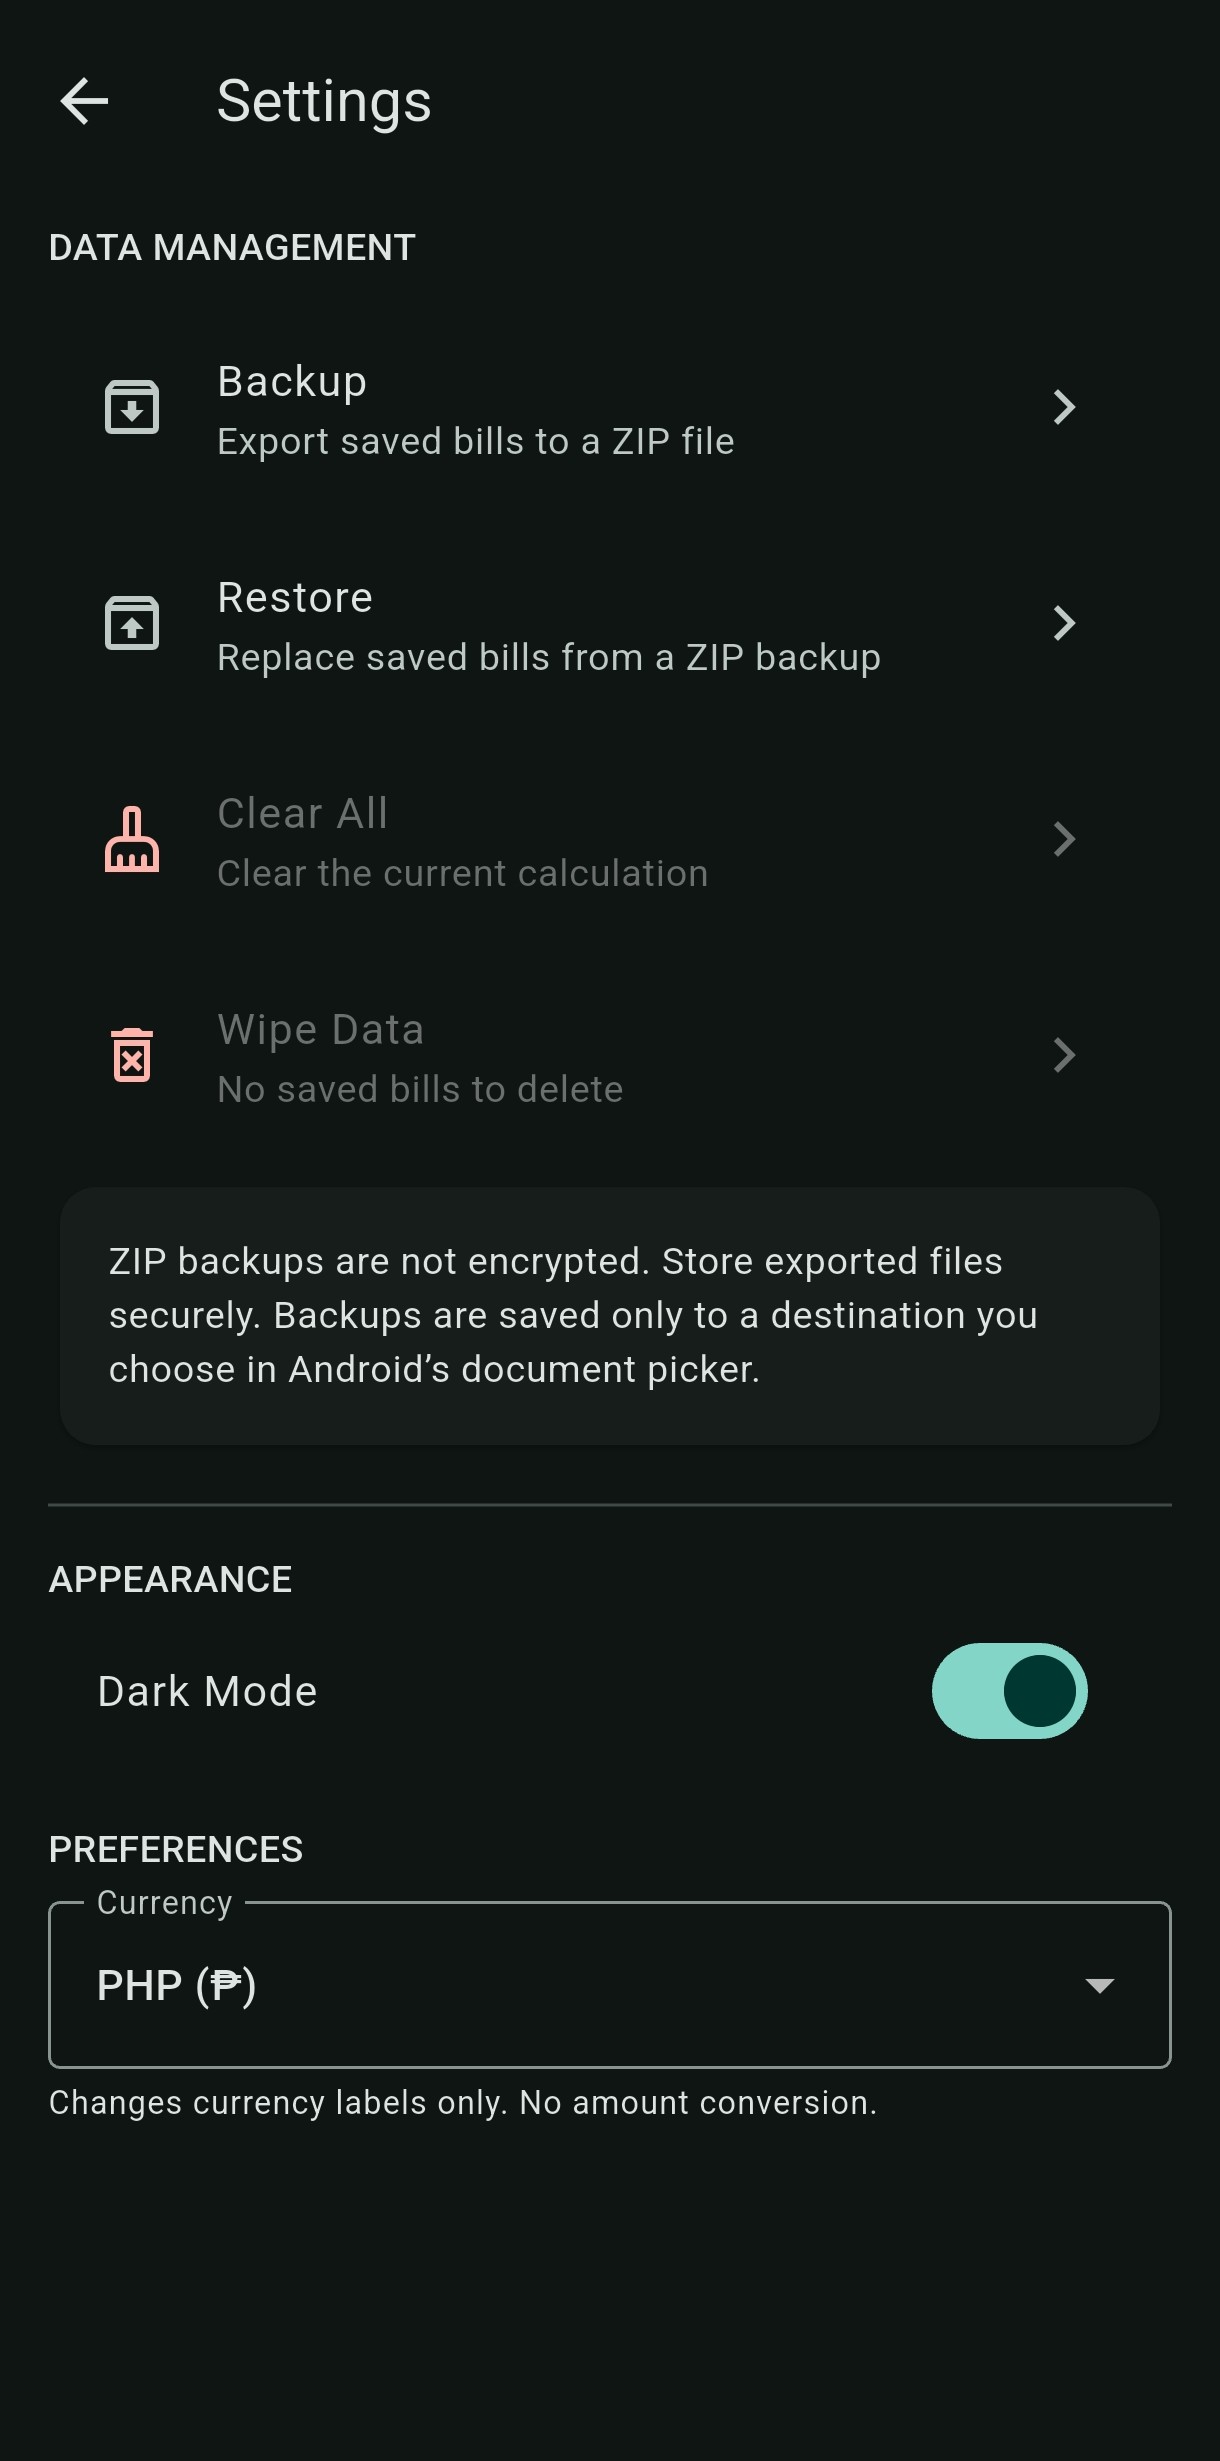 Settings
DATA MANAGEMENT
Backup
Export saved bills to a ZIP file
Restore
Replace saved bills from a ZIP backup
Clear All
Clear the current calculation
Wipe Data
No saved bills to delete
ZIP backups are not encrypted. Store exported files
securely. Backups are saved only to a destination you
choose in Android’s document picker.
APPEARANCE
Dark Mode
PREFERENCES
Currency
PHP (₱)
Changes currency labels only. No amount conversion.